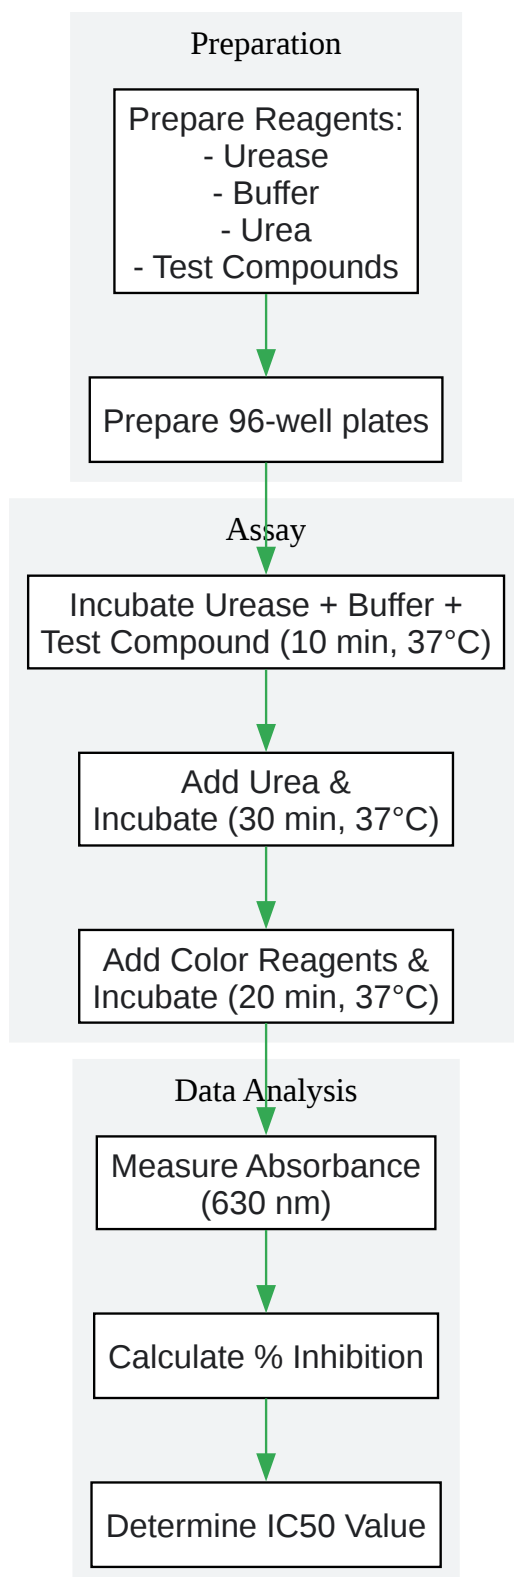 Preparation
Prepare Reagents:
- Urease
- Buffer
- Urea
- Test Compounds
Prepare 96-well plates
Assay
Incubate Urease + Buffer +
Test Compound (10 min, 37°C)
Add Urea &
Incubate (30 min, 37°C)
Add Color Reagents &
Incubate (20 min, 37°C)
Data Analysis
Measure Absorbance
(630 nm)
Calculate % Inhibition
Determine IC50 Value